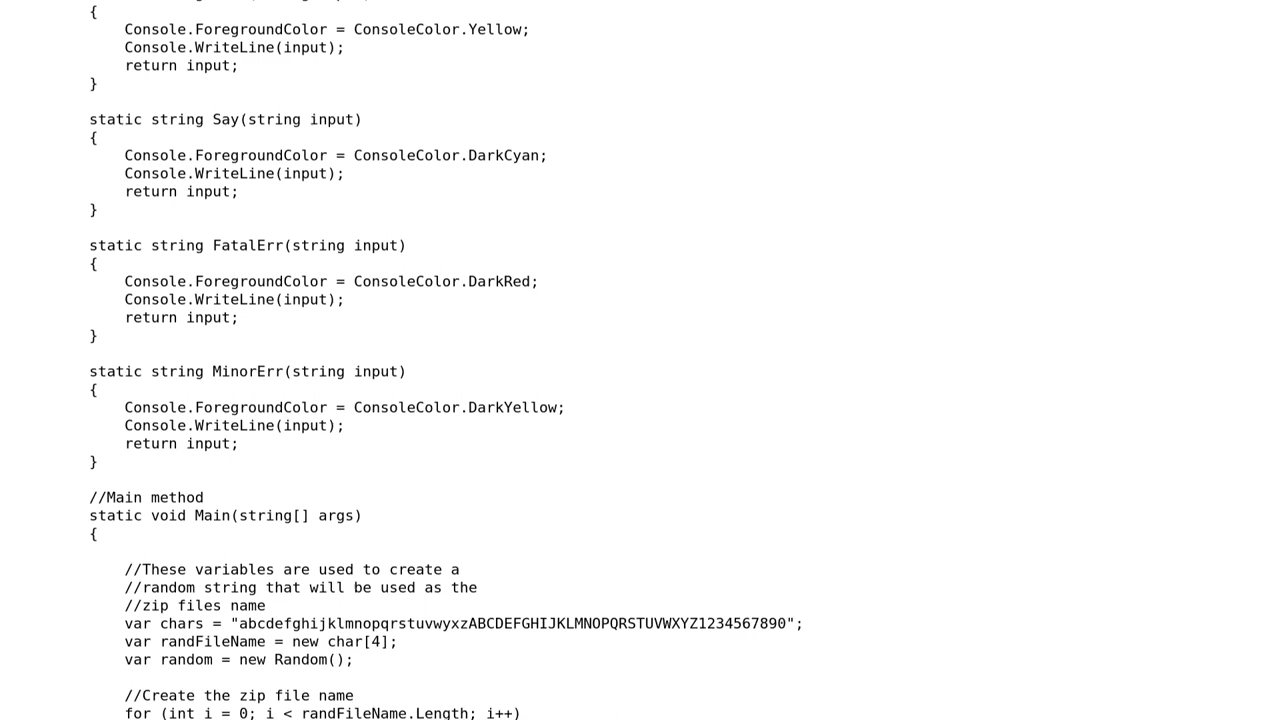 {
Console.ForegroundColor = ConsoleColor.Yellow;
Console.WriteLine(input);
return input;
}
static string Say(string input)
{
Console.ForegroundColor = ConsoleColor.DarkCyan;
Console.WriteLine(input);
return input;
}
static string FatalErr(string input)
{
Console.ForegroundColor = ConsoleColor.DarkRed;
Console.WriteLine(input);
return input;
}
static string MinorErr(string input)
{
Console.ForegroundColor = ConsoleColor.DarkYellow;
Console.WriteLine(input);
return input;
}
//Main method
static void Main(string[] args)
{
//These variables are used to create a
//random string that will be used as the
//zip files name
var chars = "abcdefghijklmnopqrstuvwyxzABCDEFGHIJKLMNOPQRSTUVWXYZ1234567890";
var randFileName = new char[4];
var random = new Random();
//Create the zip file name
for (int i = 0; i < randFileName.Length; i++)